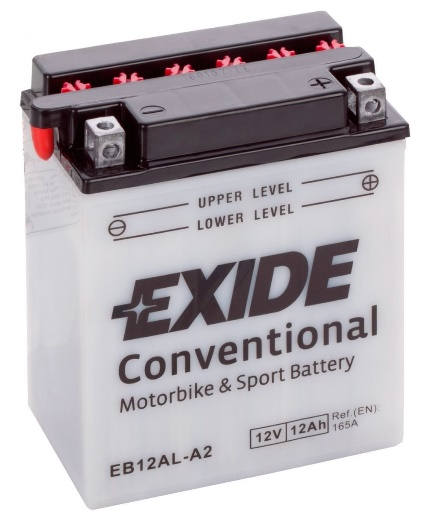 UPPER LEVEL
LOWER LEVEL
EXIDE
Conventional
Motorbike & Sport Battery
12V 12Ah Ref.(EN):
165A
EB12AL-A2